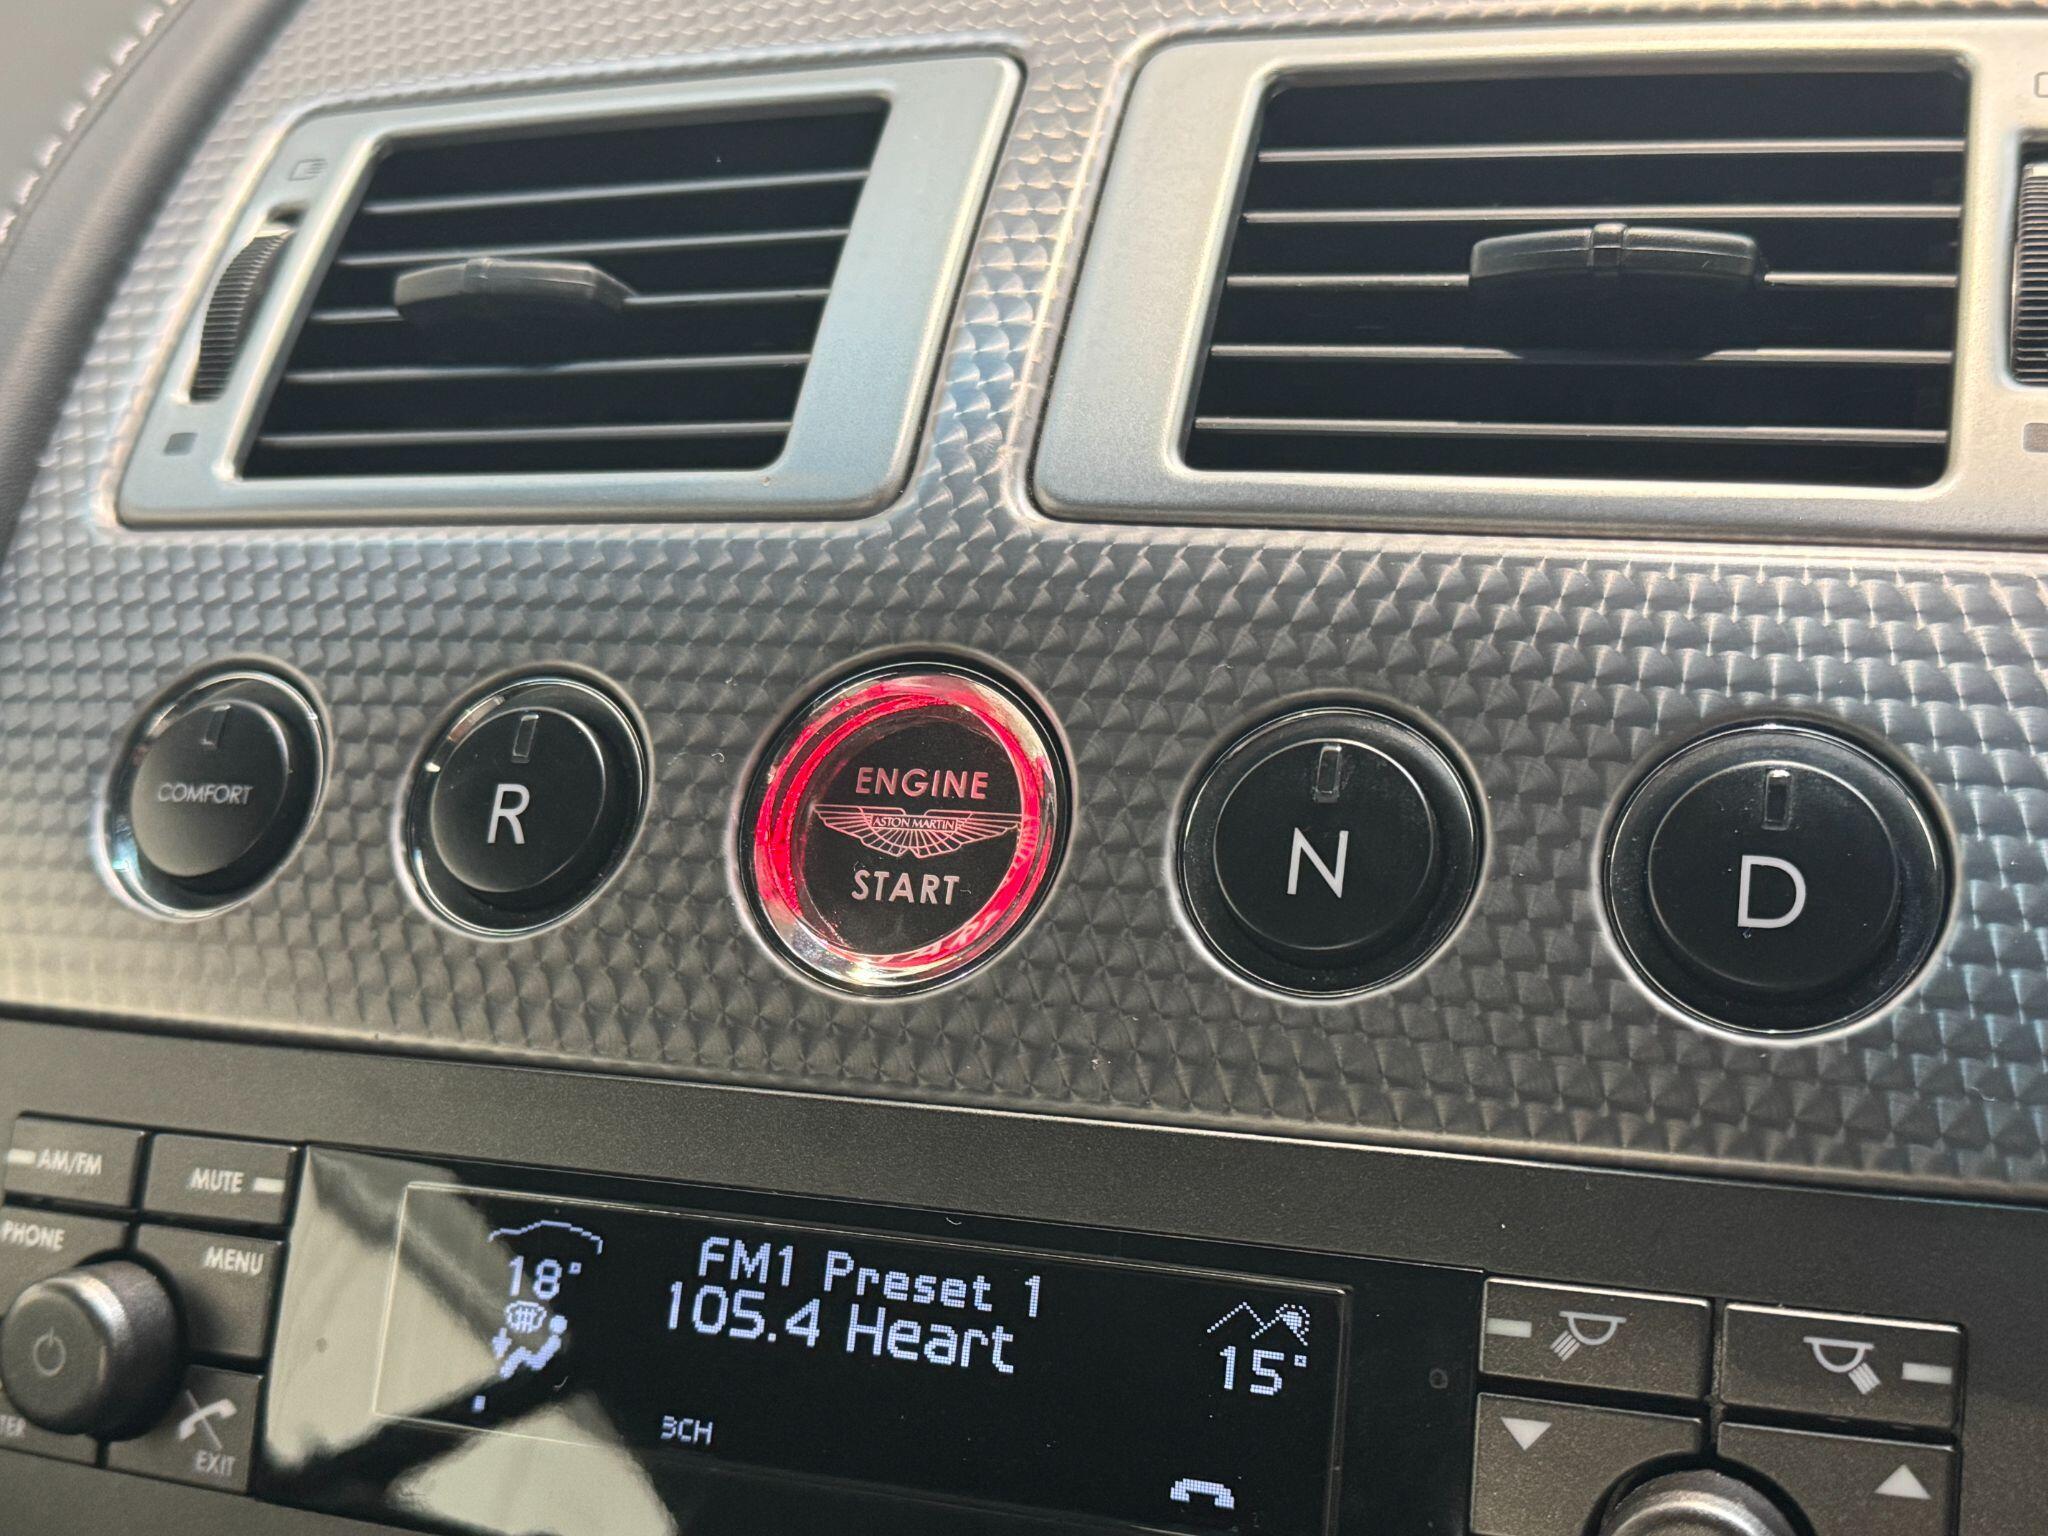 COMFORT
R
ENGINE
ASTON MARTIN
START
N
D
AM/FM
MUTE
PHONE
MENU
EXIT
18°
FM1 Preset 1
105.4 Heart
3CH
15°